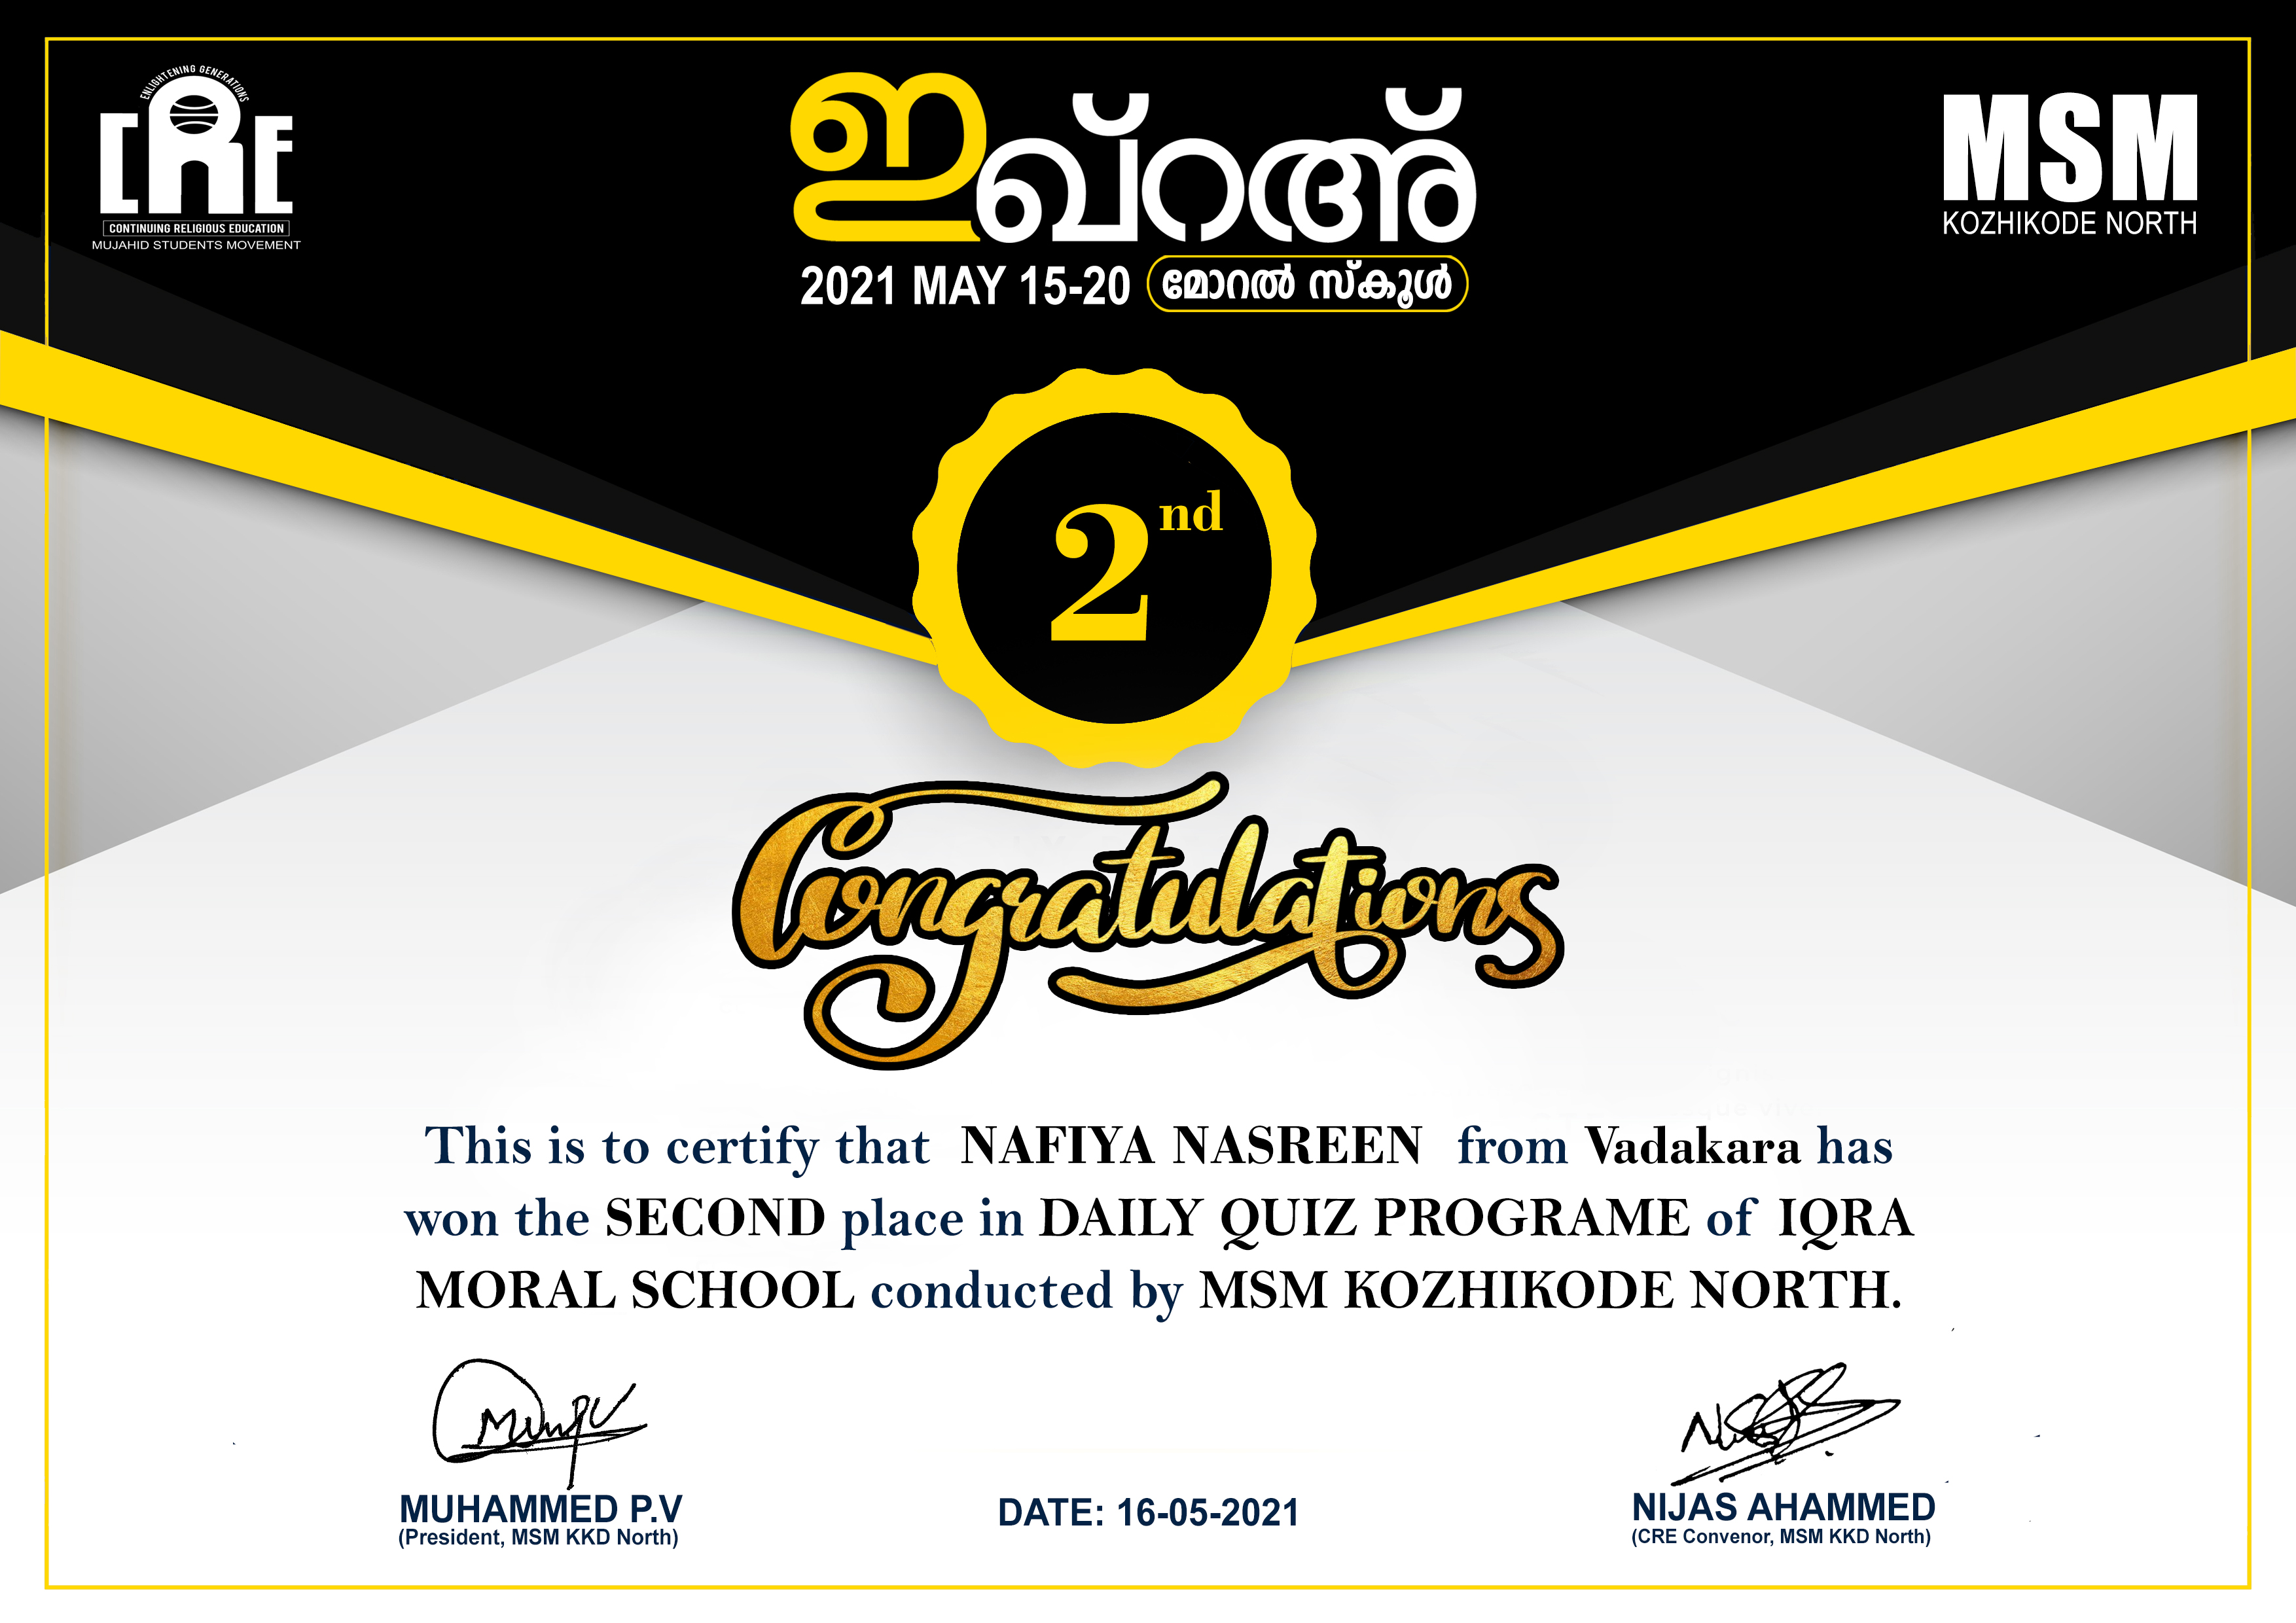 ENLIGHTENING GENERATIONS
CRE
CONTINUING RELIGIOUS EDUCATION
MUJAHID STUDENTS MOVEMENT
ഇഖ്റഅ്
2021 MAY 15-20 മോറൽ സ്കൂൾ
MSM
KOZHIKODE NORTH
2nd
Congratulations
This is to certify that NAFIYA NASREEN from Vadakara has
won the SECOND place in DAILY QUIZ PROGRAME of IQRA
MORAL SCHOOL conducted by MSM KOZHIKODE NORTH.
MUHAMMED P.V
(President, MSM KKD North)
DATE: 16-05-2021
NIJAS AHAMMED
(CRE Convenor, MSM KKD North)